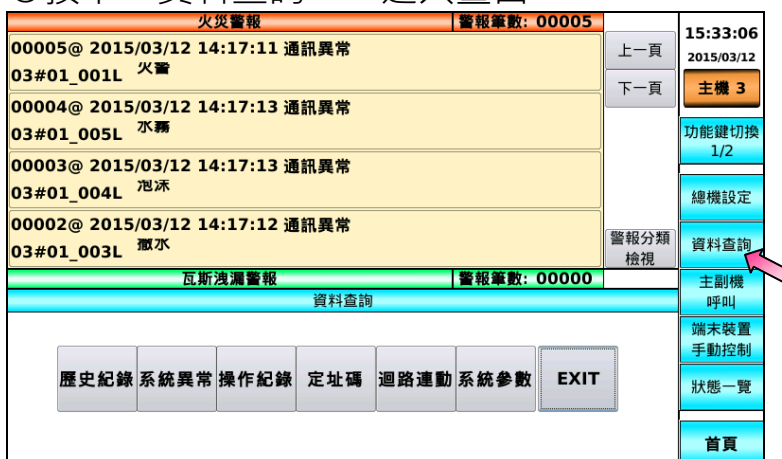 火災警報 警報筆數: 00005
00005@ 2015/03/12 14:17:11 通訊異常
03#01_001L 火警
00004@ 2015/03/12 14:17:13 通訊異常
03#01_005L 水霧
00003@ 2015/03/12 14:17:13 通訊異常
03#01_004L 泡沫
00002@ 2015/03/12 14:17:12 通訊異常
03#01_003L 撒水
上一頁
下一頁
警報分類
檢視
瓦斯洩漏警報 警報筆數: 00000
資料查詢
歷史紀錄 系統異常 操作紀錄 定址碼 迴路連動 系統參數 EXIT
15:33:06
2015/03/12
主機 3
功能鍵切換
1/2
總機設定
資料查詢
主副機
呼叫
端末裝置
手動控制
狀態一覽
首頁